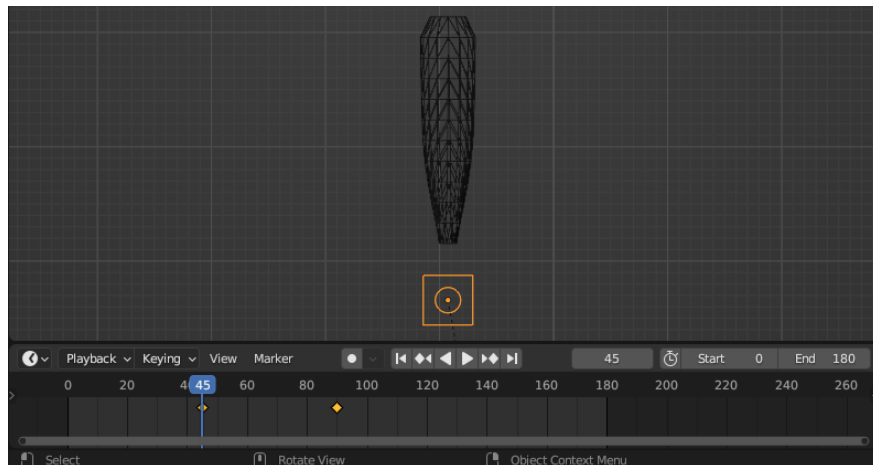 Playback Keying View Marker 45 Start 0 End 180
0 20 4 45 60 80 100 120 140 160 180 200 220 240 260
Select Rotate View Object Context Menu